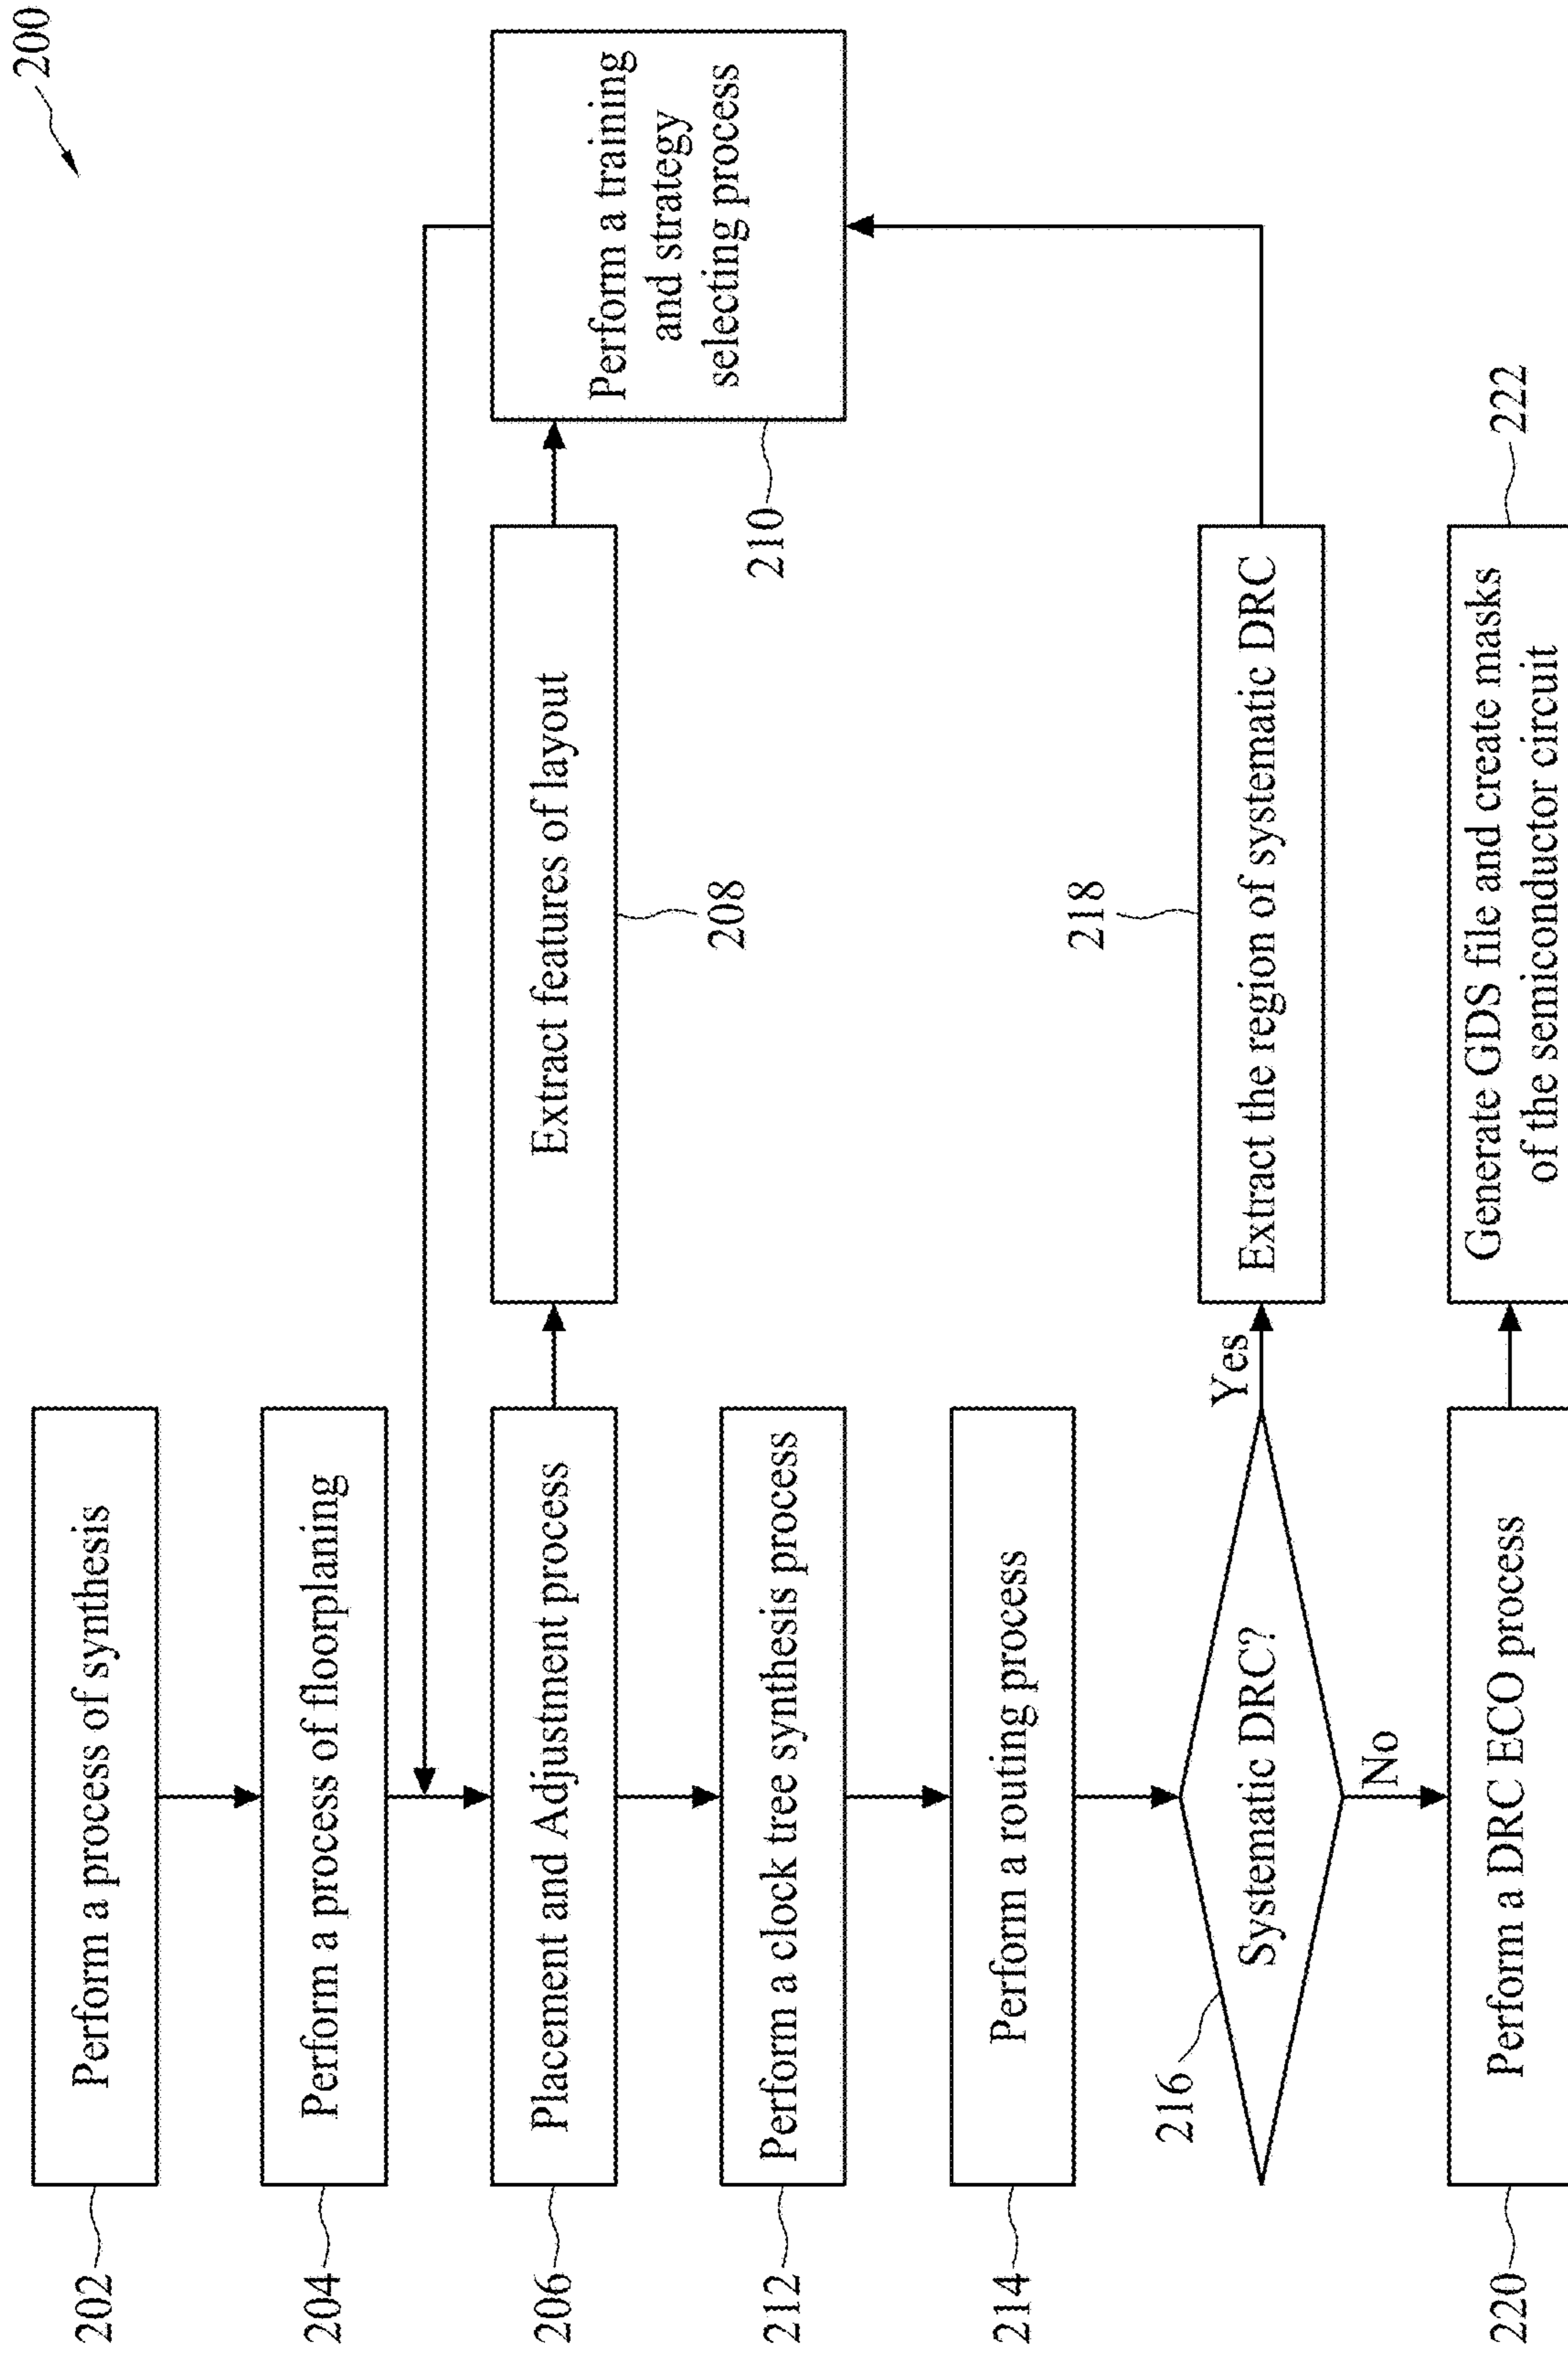 200
202
Perform a process of synthesis
204
Perform a process of floorplaning
206
Placement and Adjustment process
Extract features of layout
208
Perform a training
and strategy
selecting process
210
212
Perform a clock tree synthesis process
214
Perform a routing process
216
Systematic DRC?
Yes
No
218
Extract the region of systematic DRC
220
Perform a DRC ECO process
Generate GDS file and create masks
of the semiconductor circuit
222